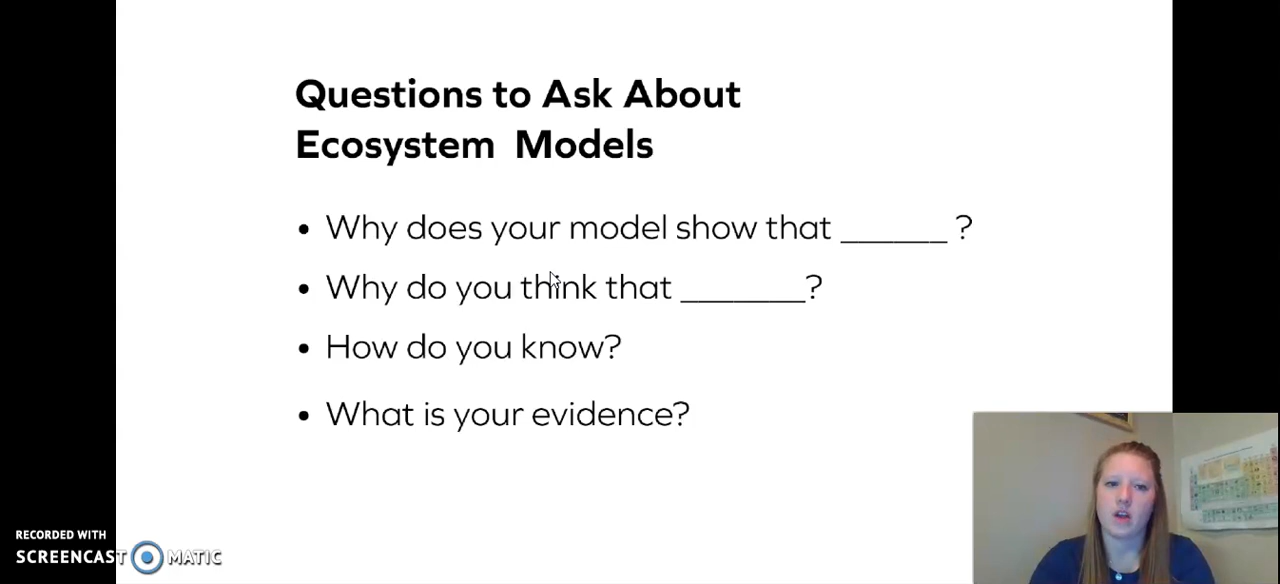 Questions to Ask About
Ecosystem Models
• Why does your model show that ______ ?
• Why do you think that _______?
• How do you know?
• What is your evidence?
RECORDED WITH
SCREENCAST MATIC